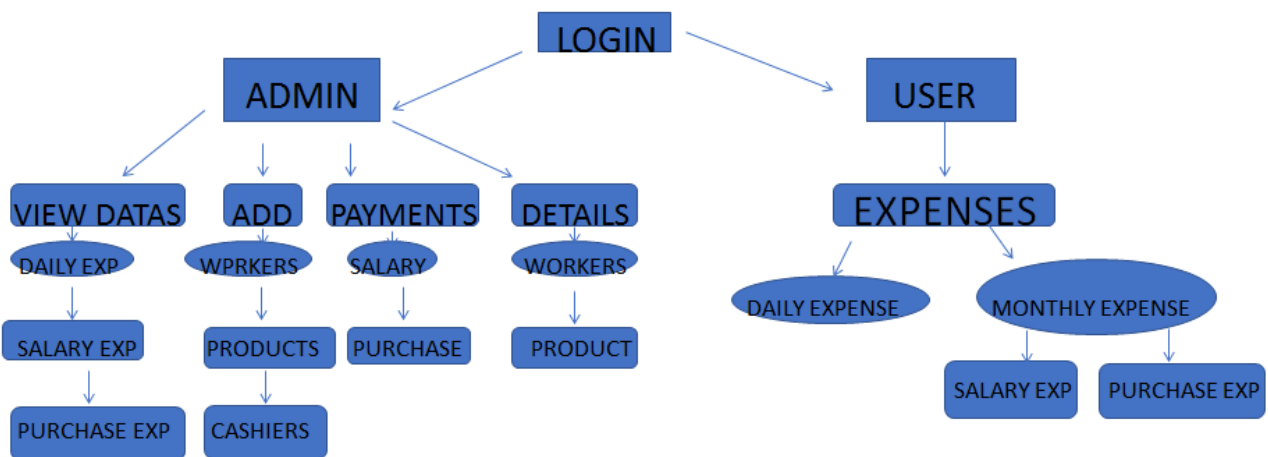 LOGIN
ADMIN
USER
VIEW DATAS
ADD
PAYMENTS
DETAILS
EXPENSES
DAILY EXP
WPRKERS
SALARY
WORKERS
DAILY EXPENSE
MONTHLY EXPENSE
SALARY EXP
PRODUCTS
PURCHASE
PRODUCT
SALARY EXP
PURCHASE EXP
PURCHASE EXP
CASHIERS